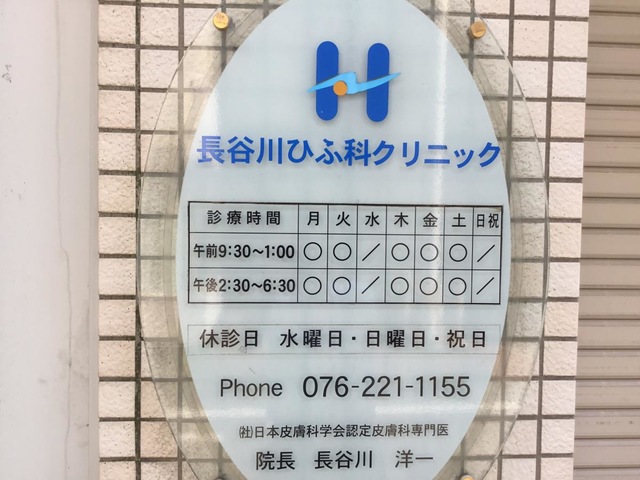 H
長谷川ひふ科クリニック
診療時間 月 火 水 木 金 土 日祝
午前9:30〜1:00 ○ ○ ／ ○ ○ ○ ／
午後2:30〜6:30 ○ ○ ／ ○ ○ ○ ／
休診日 水曜日・日曜日・祝日
Phone 076-221-1155
㈳日本皮膚科学会認定皮膚科専門医
院長 長谷川 洋一